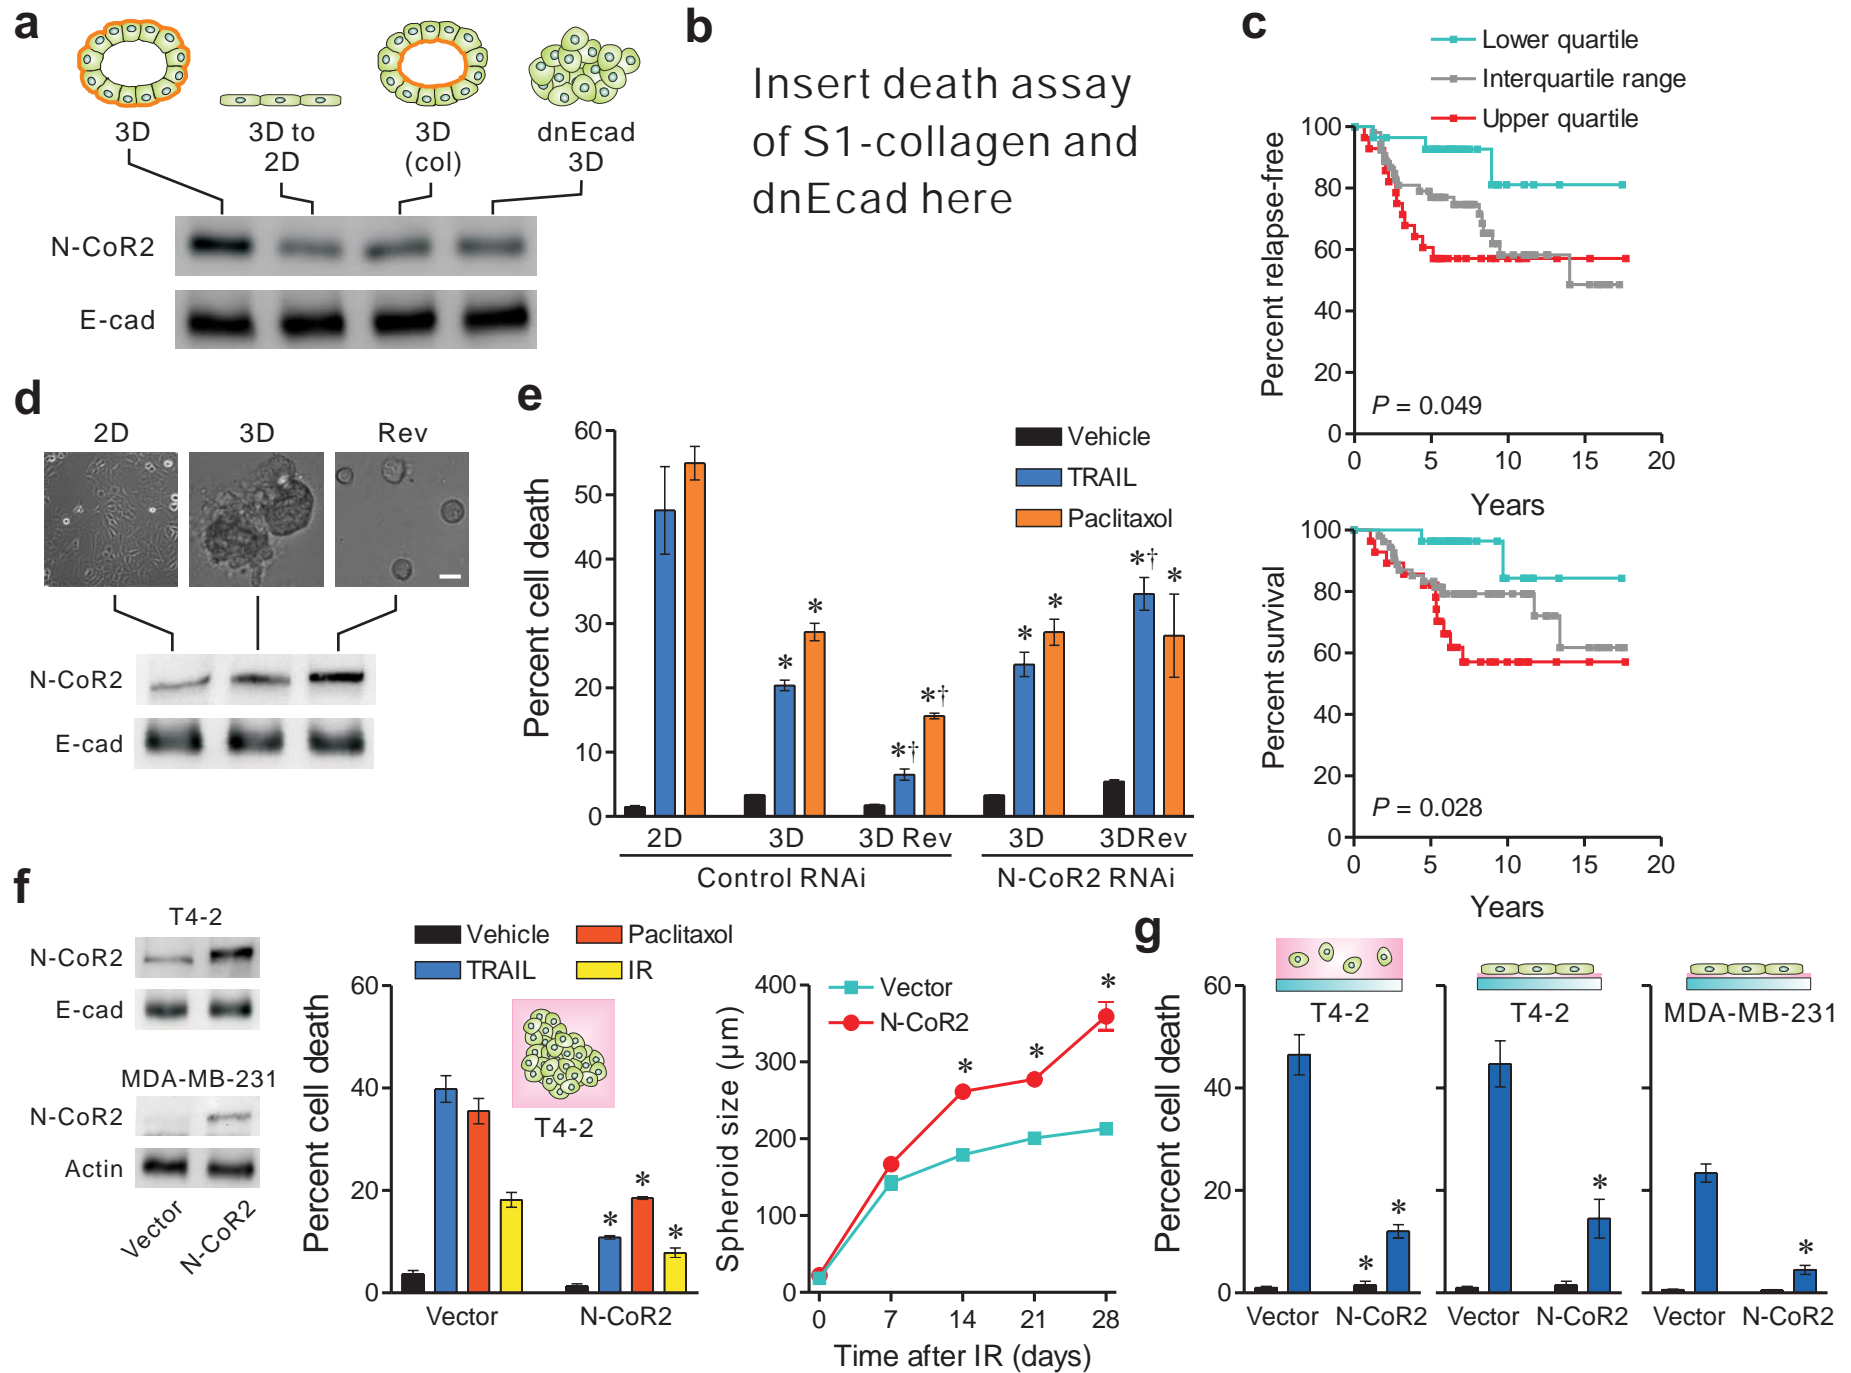 a
3D
3D to
2D
3D
(col)
dnEcad
3D
N-CoR2
E-cad
b
Insert death assay
of S1-collagen and
dnEcad here
c
Lower quartile
Interquartile range
Upper quartile
Percent relapse-free
100
80
60
40
20
0
P = 0.049
0 5 10 15 20
Years
Percent survival
100
80
60
40
20
0
P = 0.028
0 5 10 15 20
Years
d
2D 3D Rev
N-CoR2
E-cad
e
Percent cell death
60
50
40
30
20
10
0
Vehicle
TRAIL
Paclitaxol
* * *† *† * * *† *
2D 3D 3D Rev 3D 3DRev
Control RNAi N-CoR2 RNAi
f
T4-2
N-CoR2
E-cad
MDA-MB-231
N-CoR2
Actin
Vector N-CoR2
Vehicle Paclitaxol
TRAIL IR
Percent cell death
60
40
20
0
T4-2
* * *
Vector N-CoR2
Spheroid size (µm)
400
300
200
100
0
Vector
N-CoR2
* * *
0 7 14 21 28
Time after IR (days)
g
Percent cell death
60
40
20
0
T4-2 T4-2 MDA-MB-231
* * * *
Vector N-CoR2 Vector N-CoR2 Vector N-CoR2